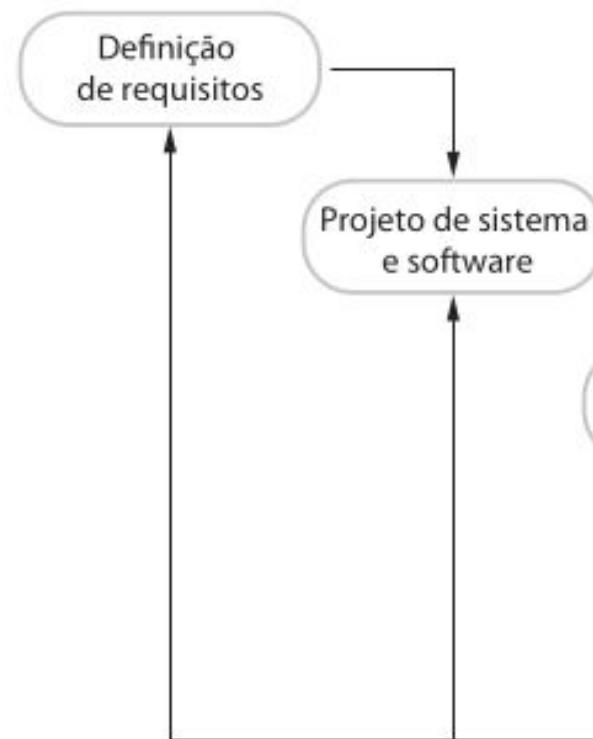 Definição
de requisitos
Projeto de sistema
e software